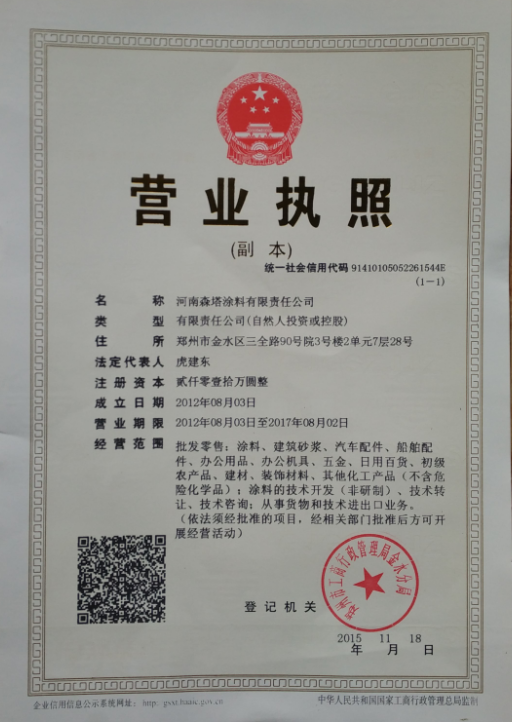 营业执照
(副 本)
统一社会信用代码 91410105052261544E
(1-1)
名 称 河南森塔涂料有限责任公司
类 型 有限责任公司(自然人投资或控股)
住 所 郑州市金水区三全路90号院3号楼2单元7层28号
法定代表人 虎建东
注册资本 贰仟零壹拾万圆整
成立日期 2012年08月03日
营业期限 2012年08月03日至2017年08月02日
经营范围 批发零售：涂料、建筑砂浆、汽车配件、船舶配
件、办公用品、办公机具、五金、日用百货、初级
农产品、建材、装饰材料、其他化工产品（不含危
险化学品）；涂料的技术开发（非研制）、技术转
让、技术咨询；从事货物和技术进出口业务。
（依法须经批准的项目，经相关部门批准后方可开
展经营活动）
郑州市工商行政管理局金水分局
登记机关
2015 11 18
年 月 日
企业信用信息公示系统网址：
中华人民共和国国家工商行政管理总局监制